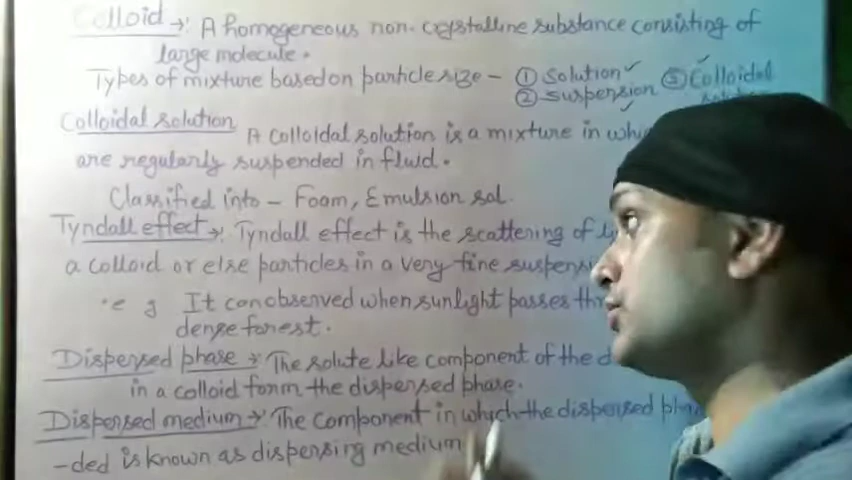 Colloid → A homogeneous non-crystalline substance consisting of
large molecule.
Types of mixture based on particle size - ① Solution ✓ ③ Colloidal
② suspension ✓
Colloidal solution A colloidal solution is a mixture in
are regularly suspended in fluid.
Classified into - Foam, Emulsion sol.
Tyndall effect → Tyndall effect is the scattering of
a colloid or else particles in a very fine
e g It conobserved when sunlight passes
dense forest.
Dispersed phase → The solute like component of the
in a colloid form the dispersed phase.
Dispersed medium → The component in which the dispersed
-ded is known as dispersing medium